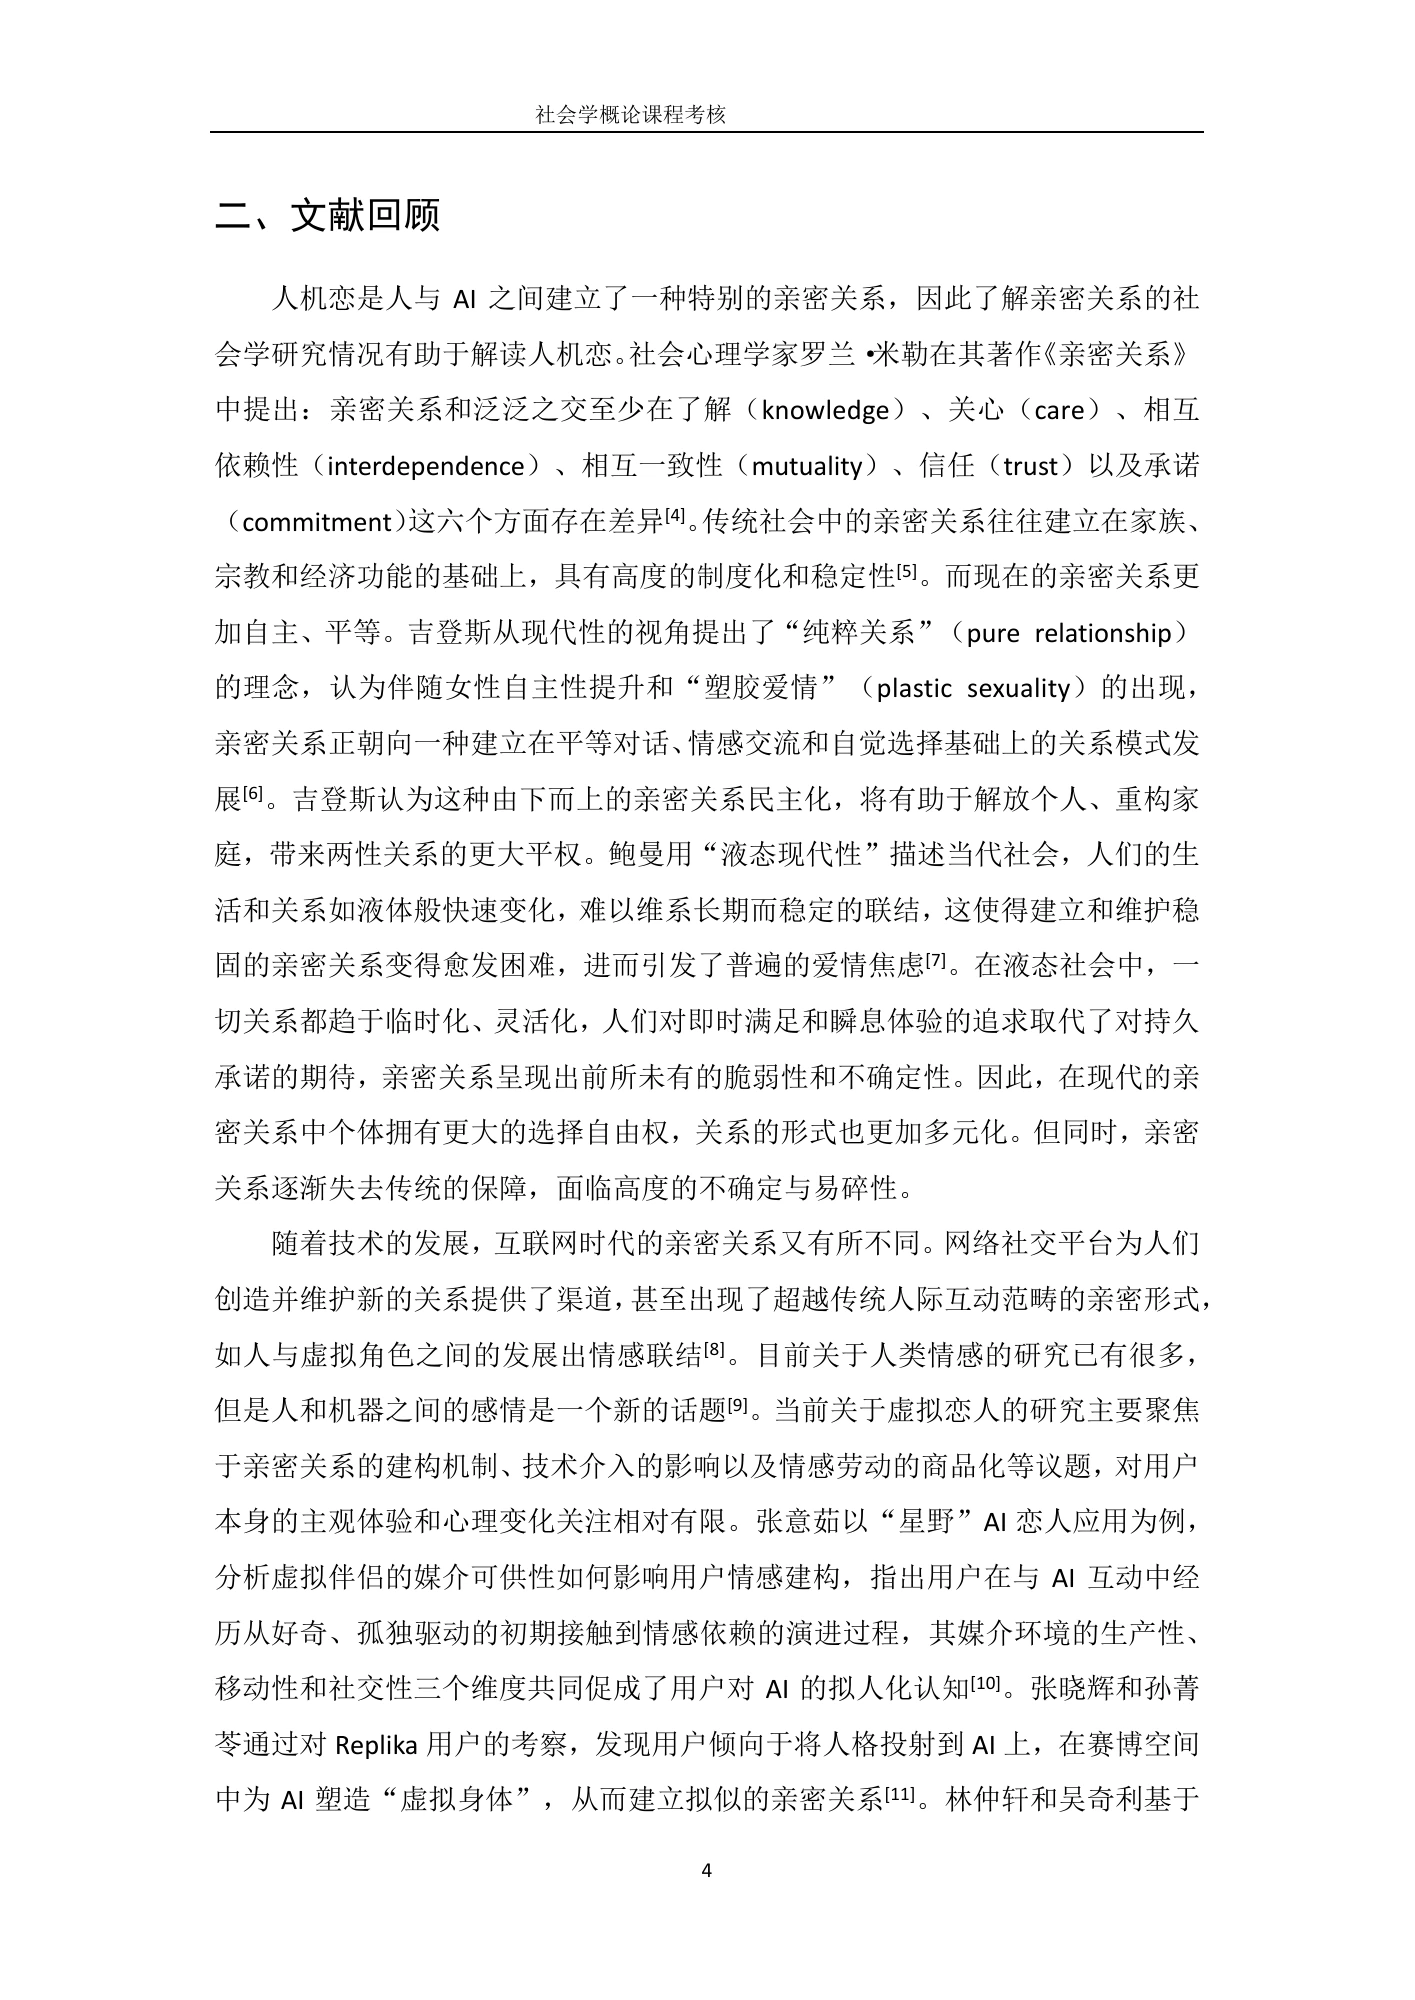 社会学概论课程考核
二、文献回顾
人机恋是人与 AI 之间建立了一种特别的亲密关系，因此了解亲密关系的社
会学研究情况有助于解读人机恋。社会心理学家罗兰·米勒在其著作《亲密关系》
中提出：亲密关系和泛泛之交至少在了解（knowledge）、关心（care）、相互
依赖性（interdependence）、相互一致性（mutuality）、信任（trust）以及承诺
（commitment）这六个方面存在差异[4]。传统社会中的亲密关系往往建立在家族、
宗教和经济功能的基础上，具有高度的制度化和稳定性[5]。而现在的亲密关系更
加自主、平等。吉登斯从现代性的视角提出了“纯粹关系”（pure relationship）
的理念，认为伴随女性自主性提升和“塑胶爱情”（plastic sexuality）的出现，
亲密关系正朝向一种建立在平等对话、情感交流和自觉选择基础上的关系模式发
展[6]。吉登斯认为这种由下而上的亲密关系民主化，将有助于解放个人、重构家
庭，带来两性关系的更大平权。鲍曼用“液态现代性”描述当代社会，人们的生
活和关系如液体般快速变化，难以维系长期而稳定的联结，这使得建立和维护稳
固的亲密关系变得愈发困难，进而引发了普遍的爱情焦虑[7]。在液态社会中，一
切关系都趋于临时化、灵活化，人们对即时满足和瞬息体验的追求取代了对持久
承诺的期待，亲密关系呈现出前所未有的脆弱性和不确定性。因此，在现代的亲
密关系中个体拥有更大的选择自由权，关系的形式也更加多元化。但同时，亲密
关系逐渐失去传统的保障，面临高度的不确定与易碎性。
随着技术的发展，互联网时代的亲密关系又有所不同。网络社交平台为人们
创造并维护新的关系提供了渠道，甚至出现了超越传统人际互动范畴的亲密形式，
如人与虚拟角色之间的发展出情感联结[8]。目前关于人类情感的研究已有很多，
但是人和机器之间的感情是一个新的话题[9]。当前关于虚拟恋人的研究主要聚焦
于亲密关系的建构机制、技术介入的影响以及情感劳动的商品化等议题，对用户
本身的主观体验和心理变化关注相对有限。张意茹以“星野”AI 恋人应用为例，
分析虚拟伴侣的媒介可供性如何影响用户情感建构，指出用户在与 AI 互动中经
历从好奇、孤独驱动的初期接触到情感依赖的演进过程，其媒介环境的生产性、
移动性和社交性三个维度共同促成了用户对 AI 的拟人化认知[10]。张晓辉和孙菁
苓通过对 Replika 用户的考察，发现用户倾向于将人格投射到 AI 上，在赛博空间
中为 AI 塑造“虚拟身体”，从而建立拟似的亲密关系[11]。林仲轩和吴奇利基于
4